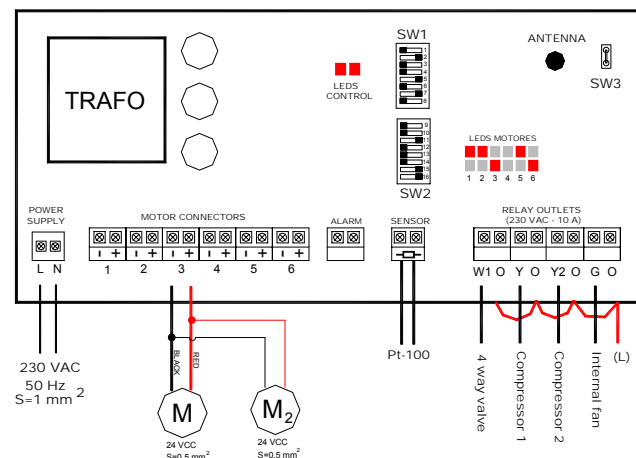 SW1
ANTENNA
SW3
TRAFO
LEDS
CONTROL
1
2
3
4
5
6
7
8
9
10
11
12
13
14
15
16
SW2
LEDS MOTORES
1 2 3 4 5 6
POWER
SUPPLY
MOTOR CONNECTORS
ALARM
SENSOR
RELAY OUTLETS
(230 VAC - 10 A)
- + - + - + - + - + - +
L N
1 2 3 4 5 6
W1 O Y O Y2 O G O
230 VAC
50 Hz
S=1 mm 2
BLACK
RED
Pt-100
4 way valve
Compressor 1
Compressor 2
Internal fan
(L)
M
M2
24 VCC
S=0.5 mm2
24 VCC
S=0.5 mm2